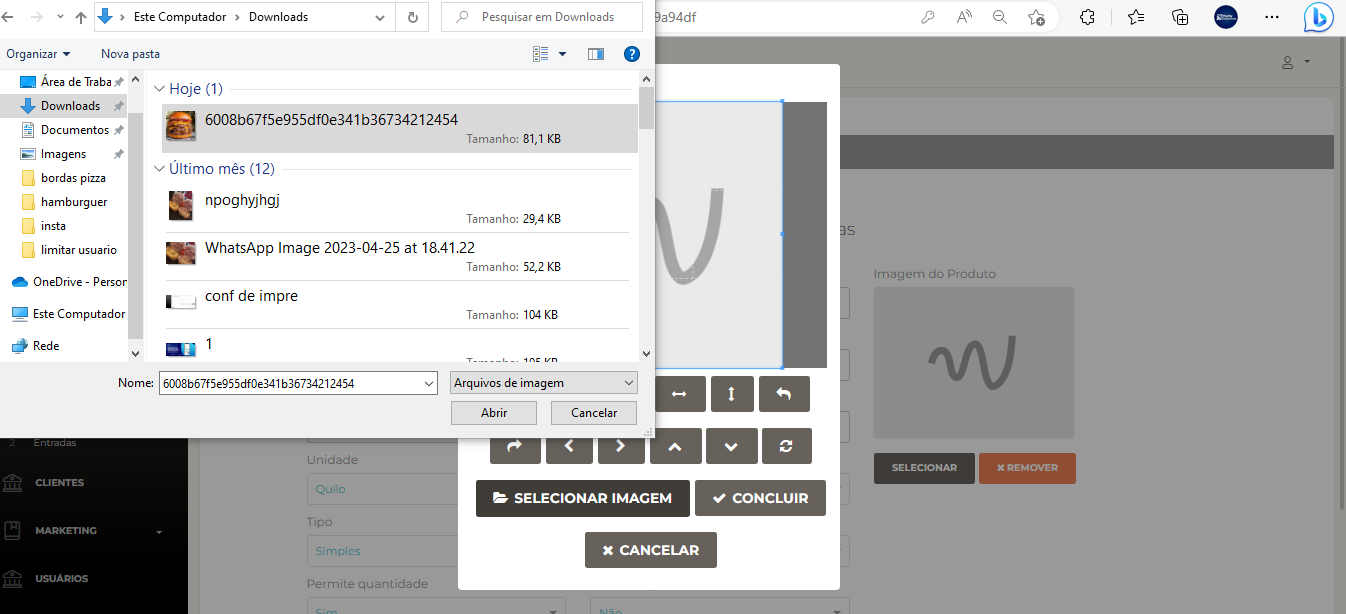 Este Computador > Downloads
Pesquisar em Downloads
9a94df
Organizar
Nova pasta
Área de Traba
Downloads
Documentos
Imagens
bordas pizza
hamburguer
insta
limitar usuario
OneDrive - Person
Este Computador
Rede
Hoje (1)
6008b67f5e955df0e341b36734212454
Tamanho: 81,1 KB
Último mês (12)
npoghyjhgj
Tamanho: 29,4 KB
WhatsApp Image 2023-04-25 at 18.41.22
Tamanho: 52,2 KB
conf de impre
Tamanho: 104 KB
1
Tamanho: 105 KB
Nome: 6008b67f5e955df0e341b36734212454
Arquivos de imagem
Abrir
Cancelar
as
Imagem do Produto
SELECIONAR
REMOVER
2 Entradas
CLIENTES
MARKETING
USUÁRIOS
Unidade
Quilo
Tipo
Simples
Permite quantidade
Sim
Não
SELECIONAR IMAGEM
CONCLUIR
CANCELAR